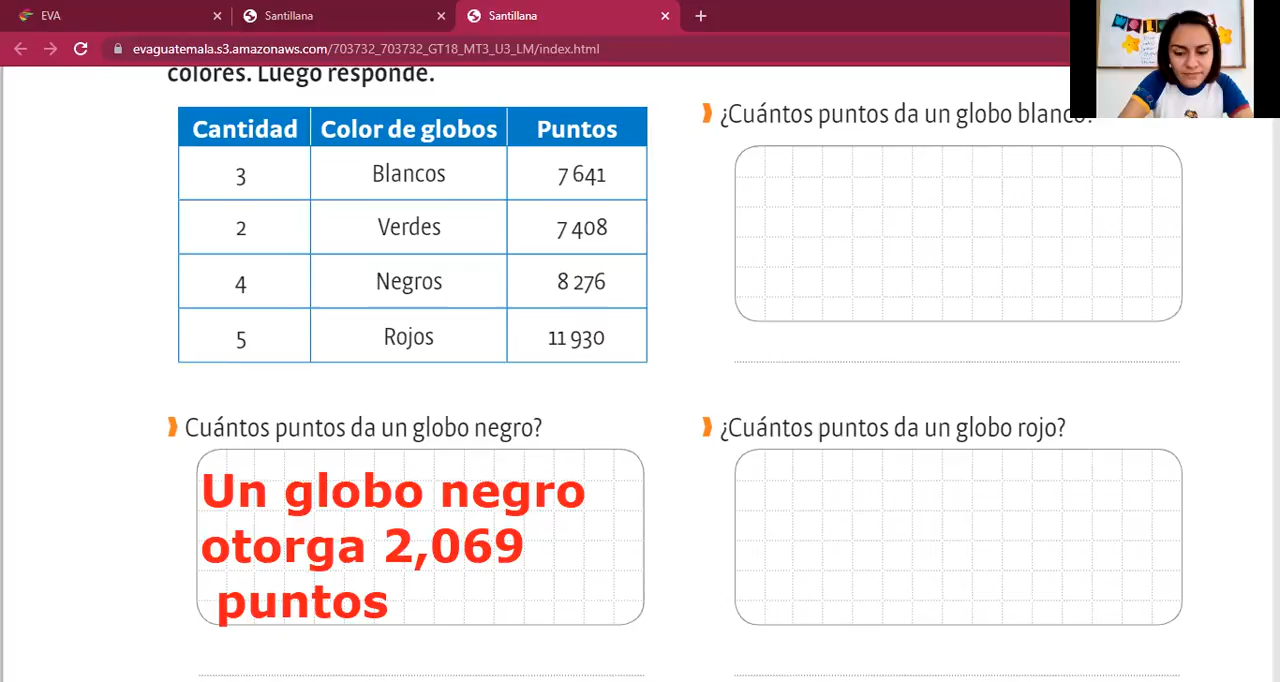 EVA
Santillana
Santillana
evaguatemala.s3.amazonaws.com/703732_703732_GT18_MT3_U3_LM/index.html
colores. Luego responde.
Cantidad Color de globos Puntos
3 Blancos 7 641
2 Verdes 7 408
4 Negros 8 276
5 Rojos 11 930
¿Cuántos puntos da un globo blanco?
Cuántos puntos da un globo negro?
Un globo negro
otorga 2,069
puntos
¿Cuántos puntos da un globo rojo?